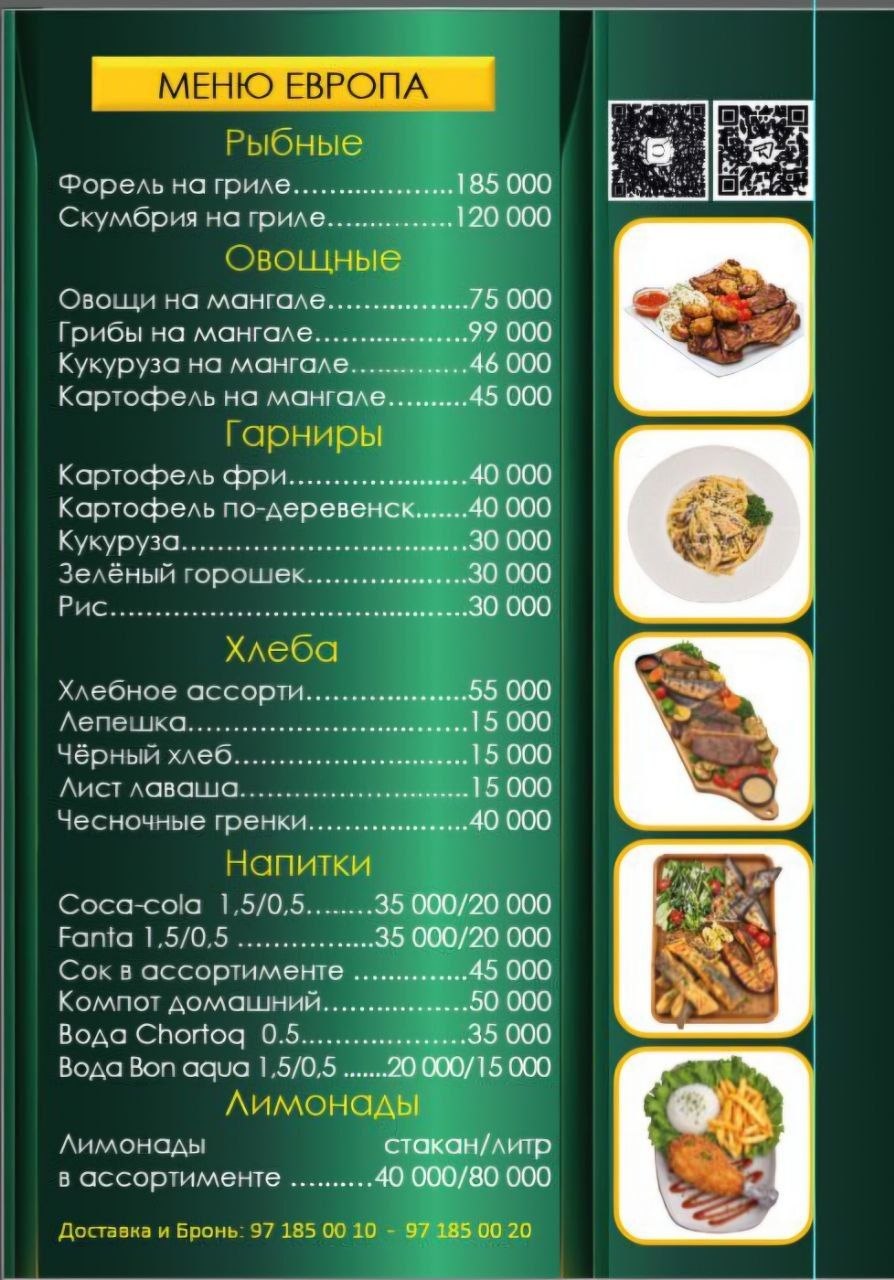 МЕНЮ ЕВРОПА
Рыбные
Форель на гриле....................185 000
Скумбрия на гриле................120 000
Овощные
Овощи на мангале.................75 000
Грибы на мангале...................99 000
Кукуруза на мангале...............46 000
Картофель на мангале..........45 000
Гарниры
Картофель фри.......................40 000
Картофель по-деревенск.......40 000
Кукуруза....................................30 000
Зелёный горошек....................30 000
Рис.............................................30 000
Хлеба
Хлебное ассорти....................55 000
Лепешка...................................15 000
Чёрный хлеб.............................15 000
Лист лаваша.............................15 000
Чесночные гренки....................40 000
Напитки
Coca-cola 1,5/0,5.........35 000/20 000
Fanta 1,5/0,5 .................35 000/20 000
Сок в ассортименте ..............45 000
Компот домашний..................50 000
Вода Chortoq 0.5.....................35 000
Вода Bon aqua 1,5/0,5 .......20 000/15 000
Лимонады
Лимонады стакан/литр
в ассортименте ..........40 000/80 000
Доставка и Бронь: 97 185 00 10 - 97 185 00 20